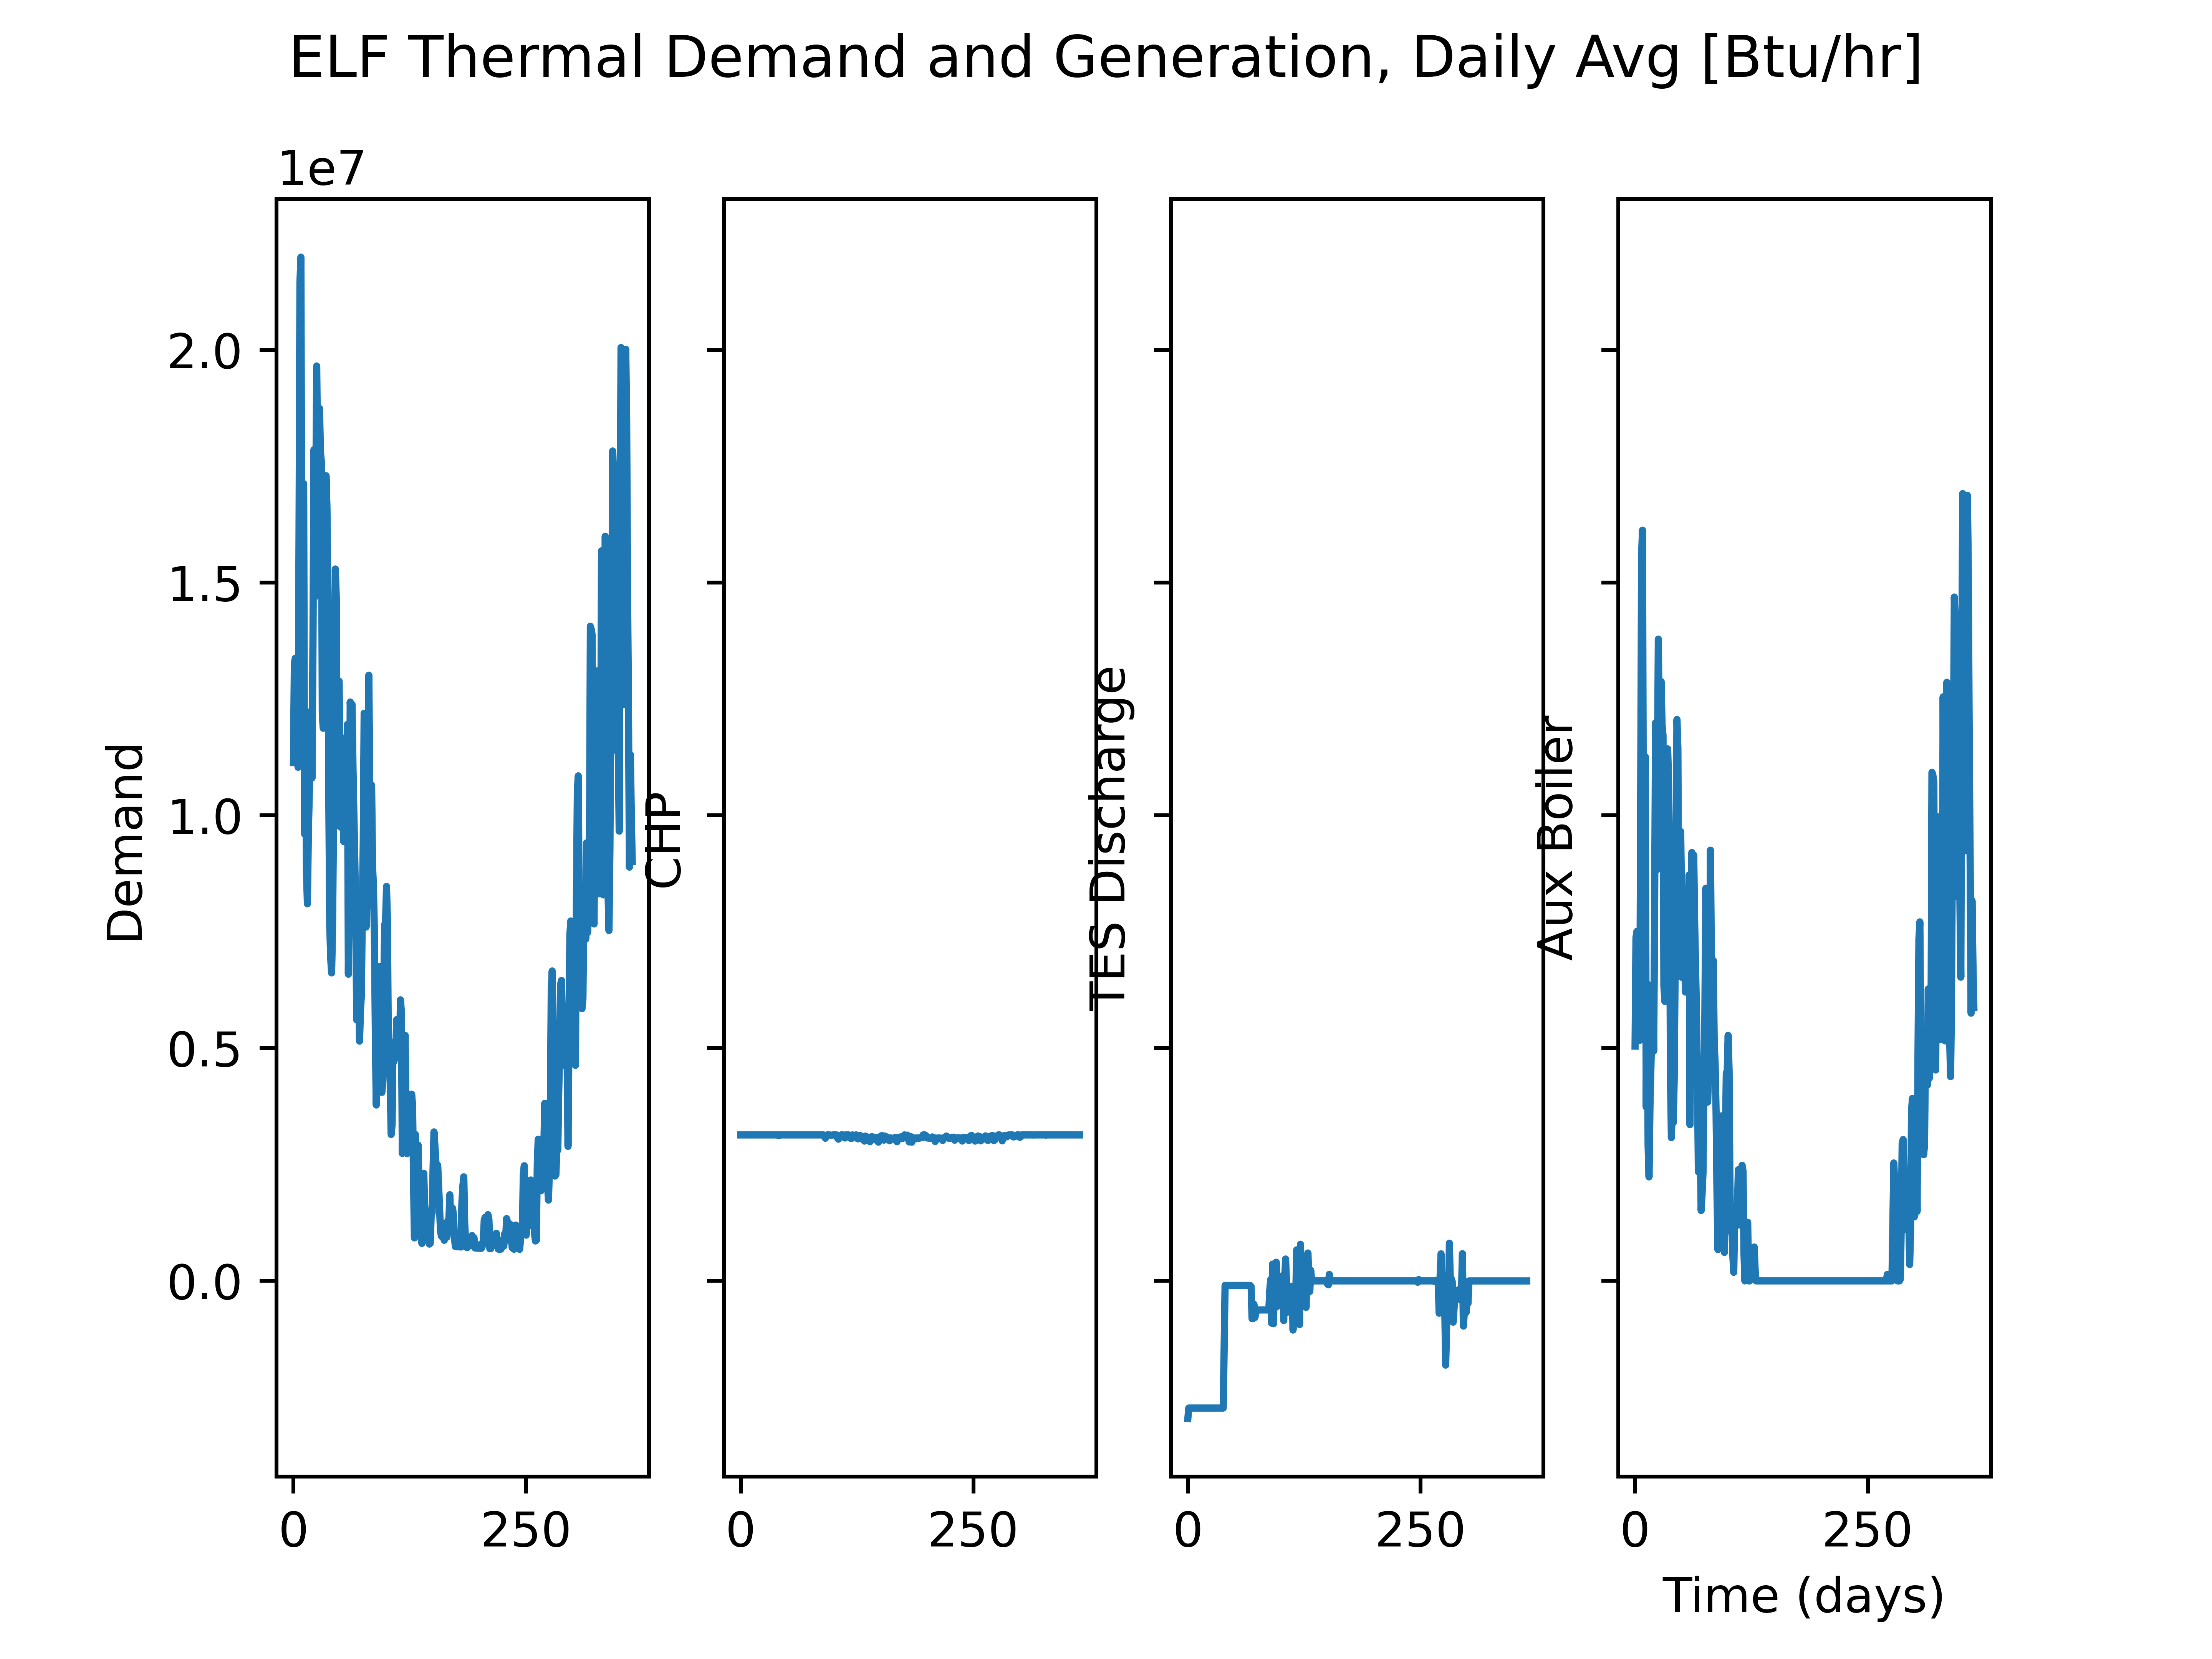 ELF Thermal Demand and Generation, Daily Avg [Btu/hr]
1e7
Demand
2.0
1.5
1.0
0.5
0.0
0
250
CHP
0
250
TES Discharge
0
250
Aux Boiler
0
250
Time (days)